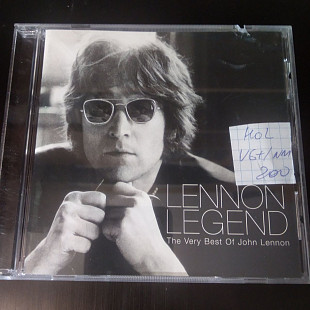 HOL
VG+/NM
200
LENNON
LEGEND
The Very Best Of John Lennon